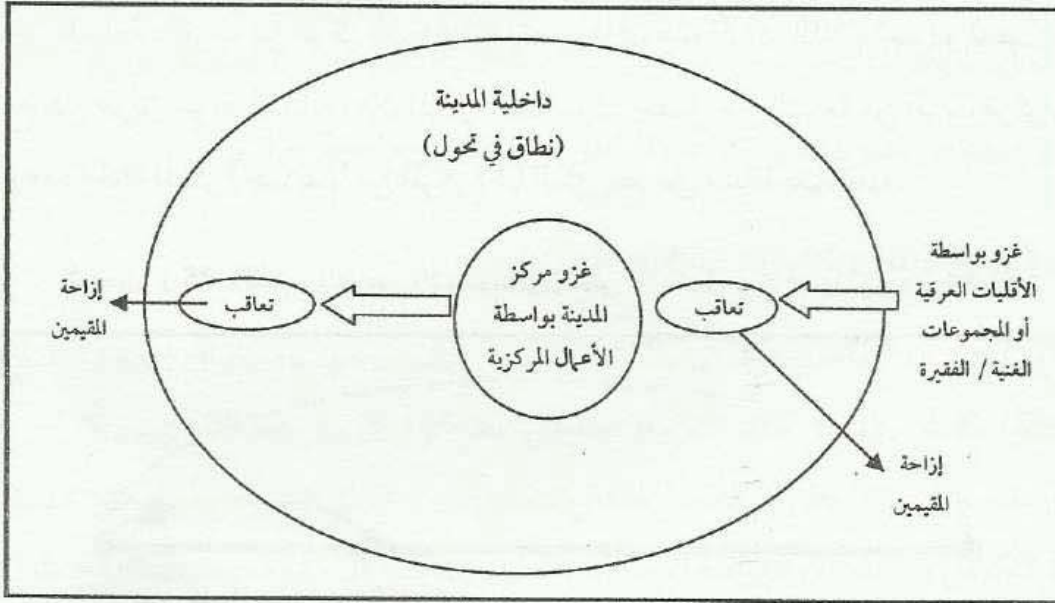 داخلية المدينة
(نطاق في تحول)
غزو بواسطة
الأقليات العرقية
أو المجموعات
الغنية / الفقيرة
تعاقب
إزاحة
المقيمين
غزو مركز
المدينة بواسطة
الأعمال المركزية
تعاقب
إزاحة
المقيمين